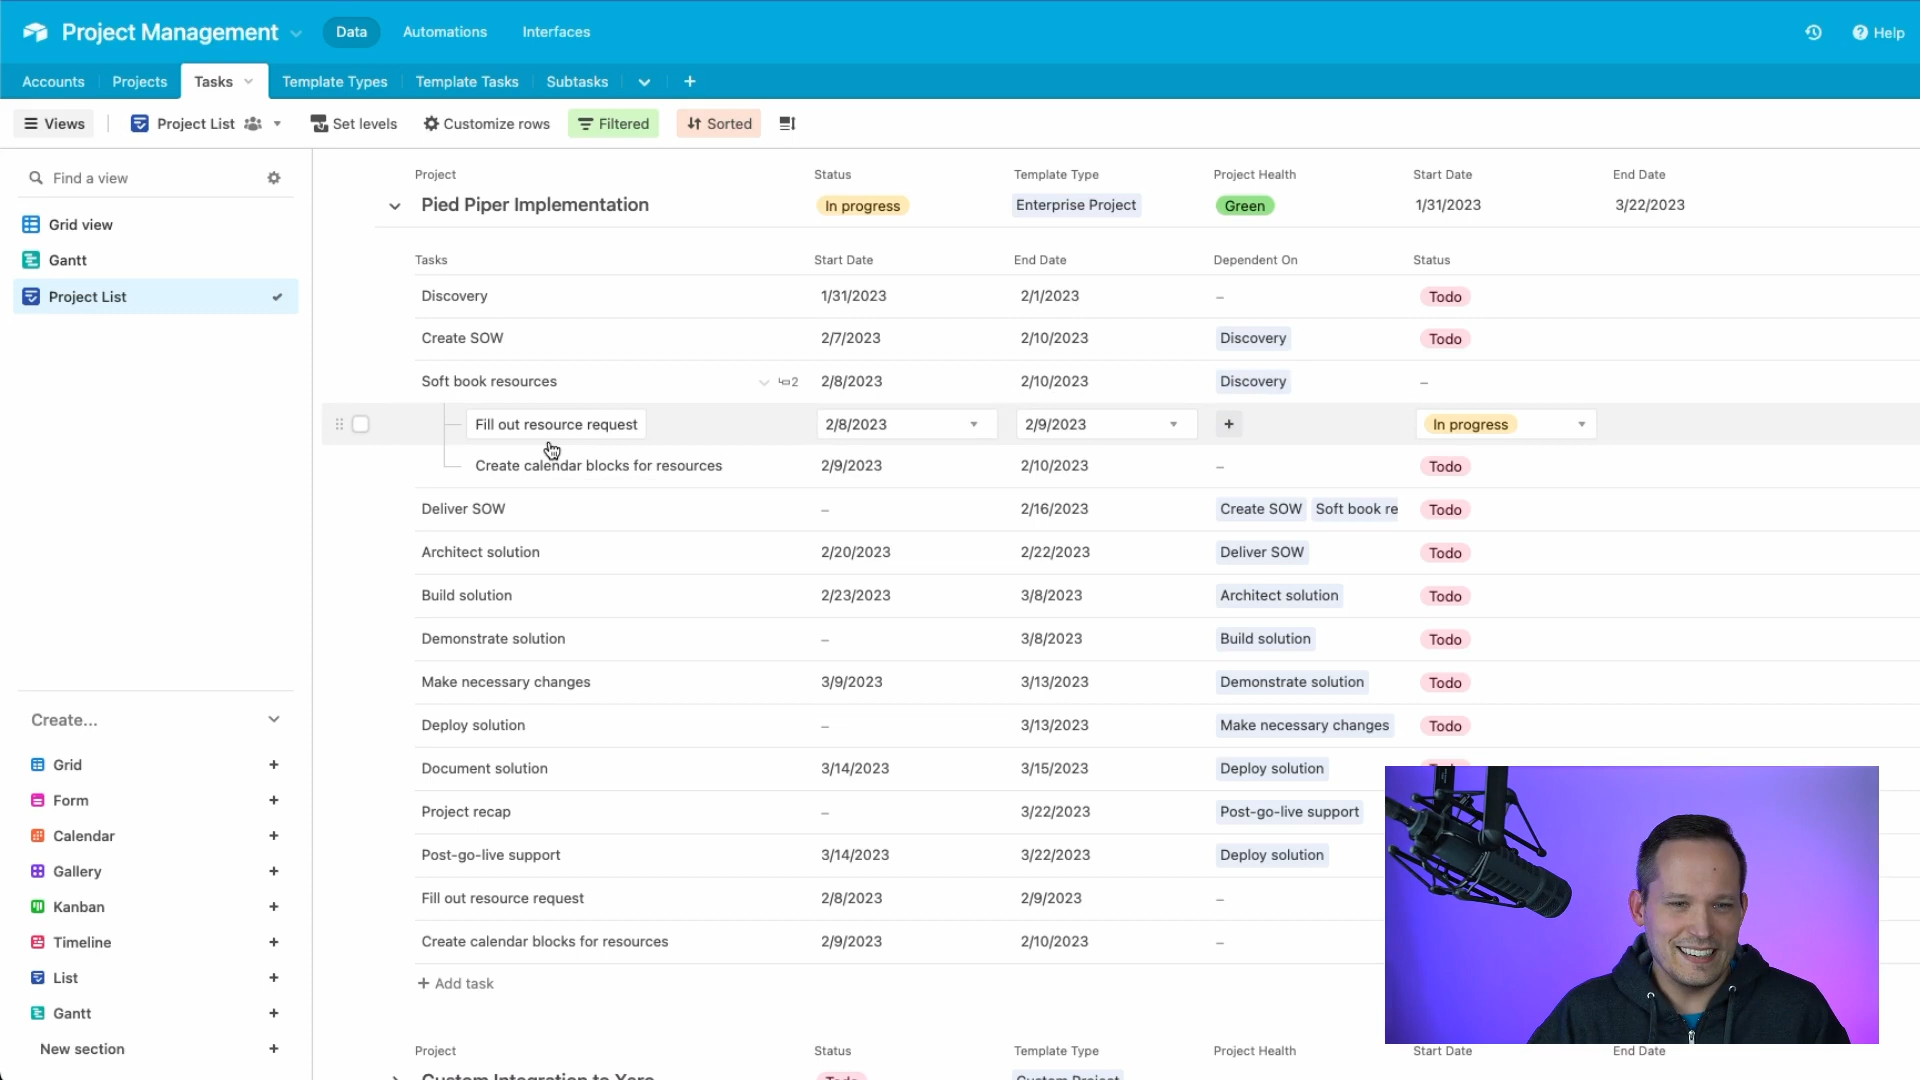 Project Management
Data
Automations
Interfaces
Help
Accounts
Projects
Tasks
Template Types
Template Tasks
Subtasks
Views
Project List
Set levels
Customize rows
Filtered
Sorted
Find a view
Grid view
Gantt
Project List
Create...
Grid
Form
Calendar
Gallery
Kanban
Timeline
List
Gantt
New section
Project Status Template Type Project Health Start Date End Date
Pied Piper Implementation In progress Enterprise Project Green 1/31/2023 3/22/2023
Tasks Start Date End Date Dependent On Status
Discovery 1/31/2023 2/1/2023 – Todo
Create SOW 2/7/2023 2/10/2023 Discovery Todo
Soft book resources 2 2/8/2023 2/10/2023 Discovery –
Fill out resource request 2/8/2023 2/9/2023 + In progress
Create calendar blocks for resources 2/9/2023 2/10/2023 – Todo
Deliver SOW – 2/16/2023 Create SOW Soft book re Todo
Architect solution 2/20/2023 2/22/2023 Deliver SOW Todo
Build solution 2/23/2023 3/8/2023 Architect solution Todo
Demonstrate solution – 3/8/2023 Build solution Todo
Make necessary changes 3/9/2023 3/13/2023 Demonstrate solution Todo
Deploy solution – 3/13/2023 Make necessary changes Todo
Document solution 3/14/2023 3/15/2023 Deploy solution
Project recap – 3/22/2023 Post-go-live support
Post-go-live support 3/14/2023 3/22/2023 Deploy solution
Fill out resource request 2/8/2023 2/9/2023 –
Create calendar blocks for resources 2/9/2023 2/10/2023 –
+ Add task
Project Status Template Type Project Health Start Date End Date
Custom Integration to Xero Todo Custom Project